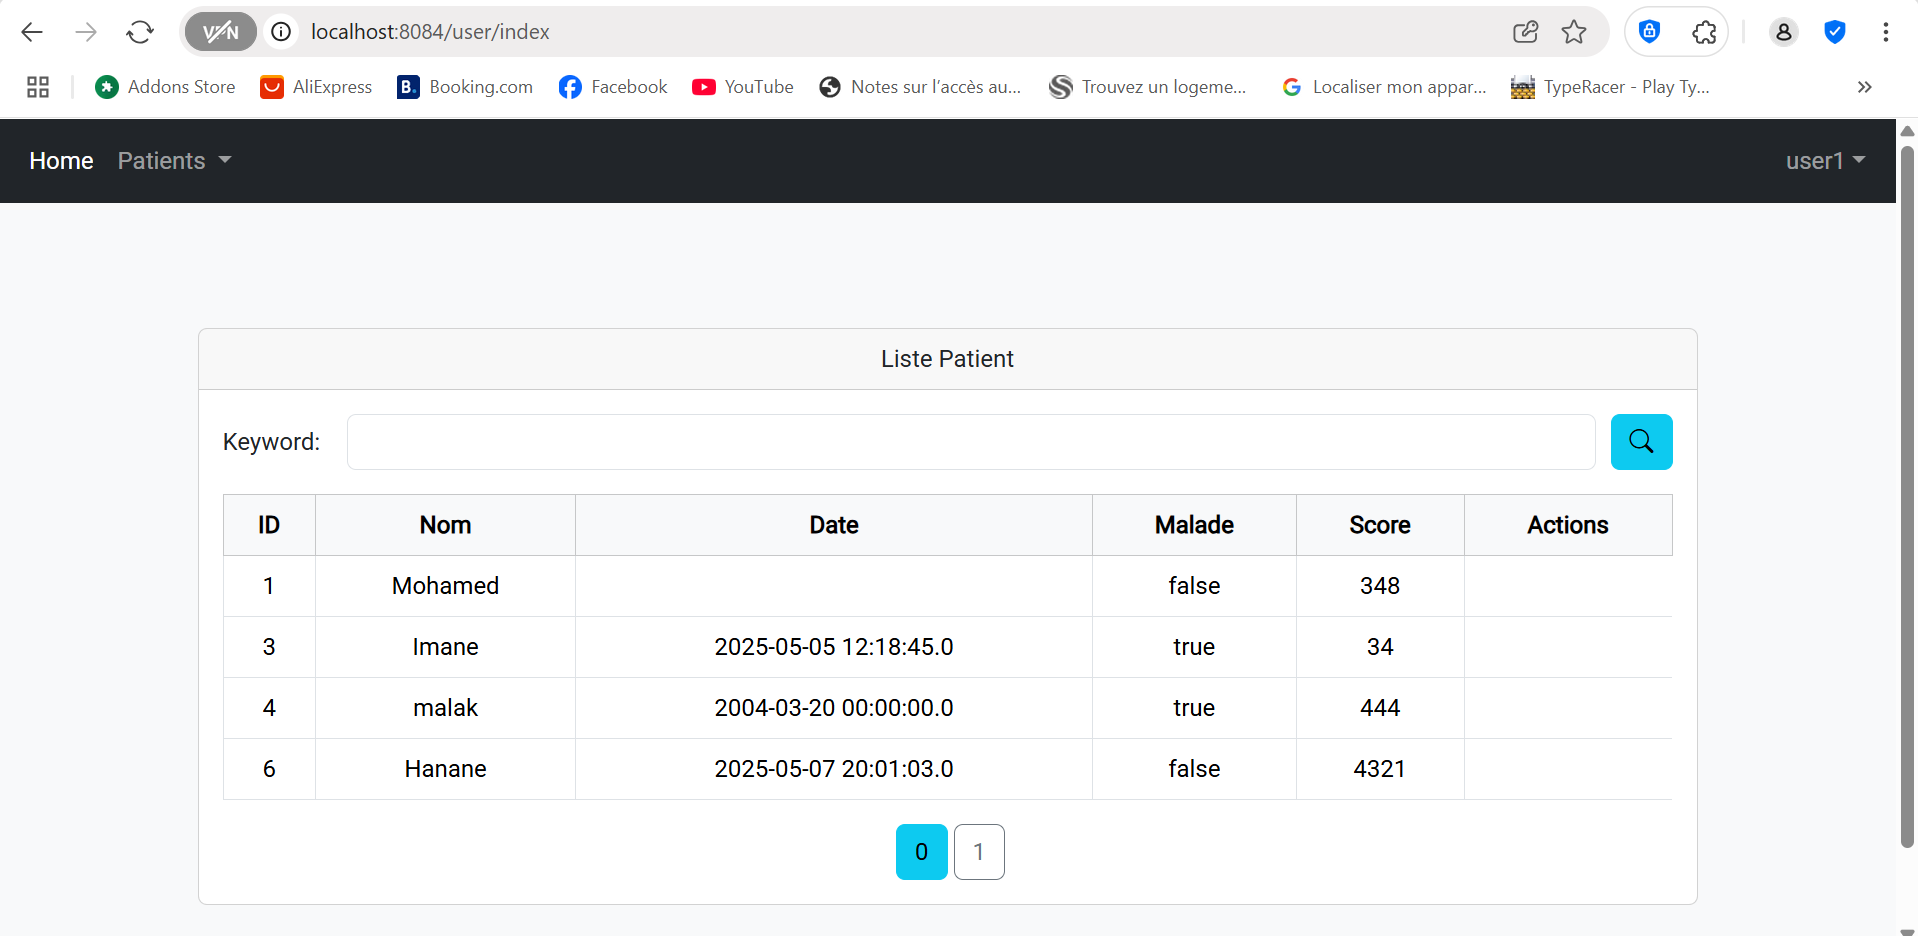 VPN localhost:8084/user/index
Addons Store AliExpress B. Booking.com Facebook YouTube Notes sur l'accès au... Trouvez un logeme... Localiser mon appar... TypeRacer - Play Ty...
Home Patients user1
Liste Patient
Keyword:
ID Nom Date Malade Score Actions
1 Mohamed false 348
3 Imane 2025-05-05 12:18:45.0 true 34
4 malak 2004-03-20 00:00:00.0 true 444
6 Hanane 2025-05-07 20:01:03.0 false 4321
0 1